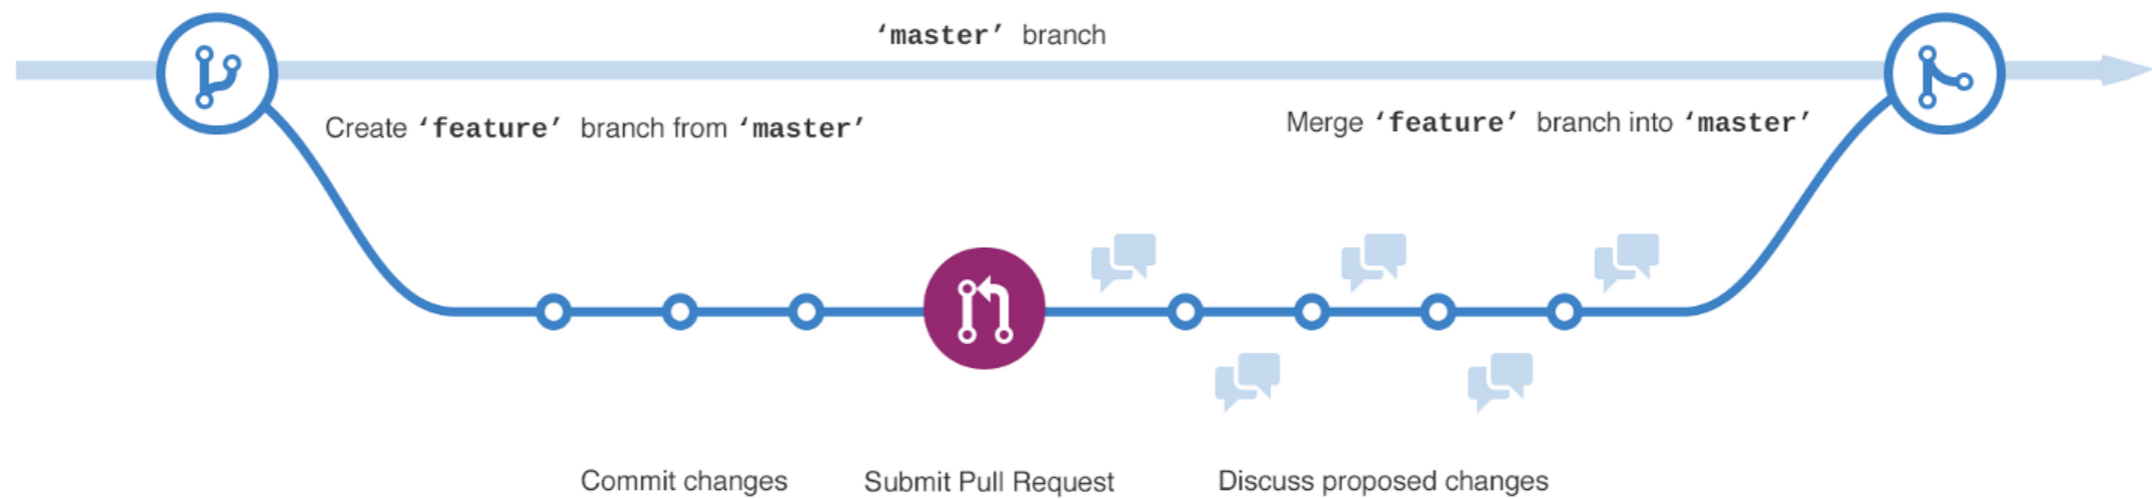 ‘master’ branch
Create ‘feature’ branch from ‘master’
Merge ‘feature’ branch into ‘master’
Commit changes
Submit Pull Request
Discuss proposed changes